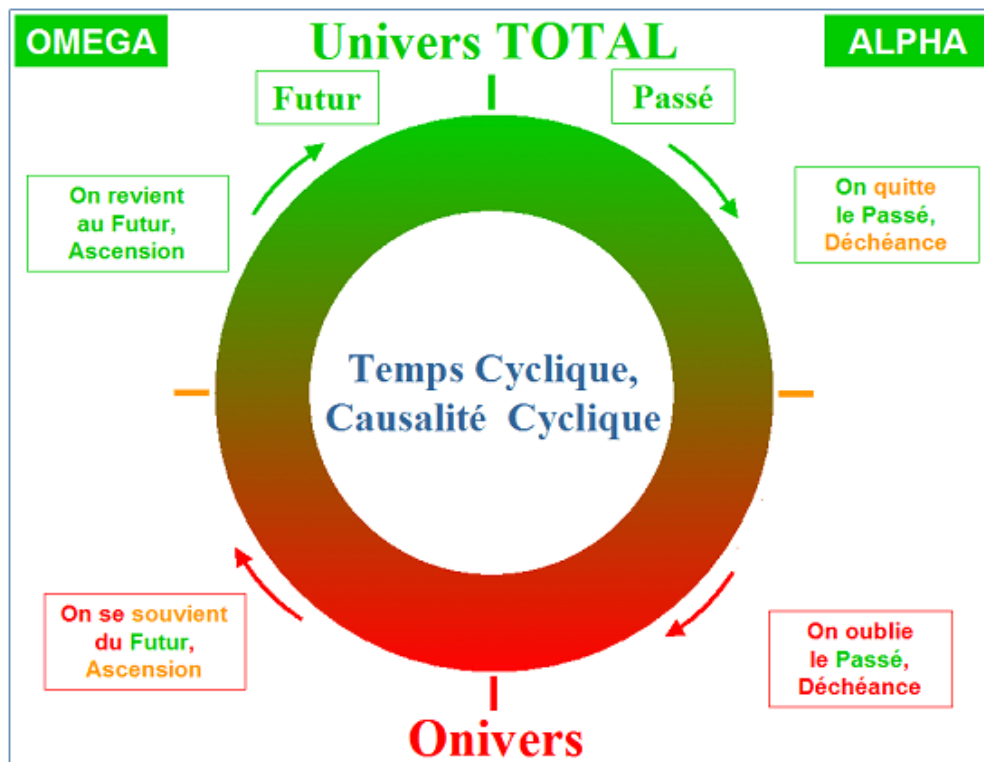 OMEGA
Univers TOTAL
ALPHA
Futur
Passé
On revient
au Futur,
Ascension
On quitte
le Passé,
Déchéance
Temps Cyclique,
Causalité Cyclique
On se souvient
du Futur,
Ascension
On oublie
le Passé,
Déchéance
Onivers